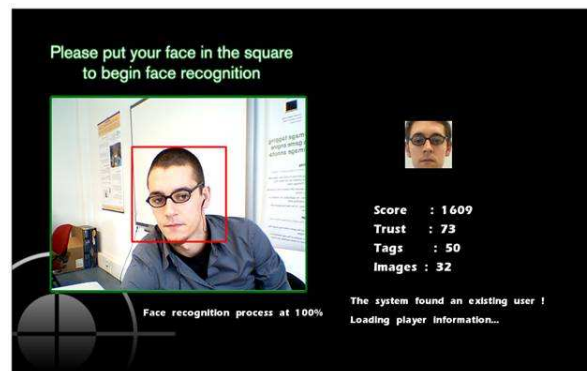 Please put your face in the square
to begin face recognition
Score : 1609
Trust : 73
Tags : 50
Images : 32
Face recognition process at 100%
The system found an existing user !
Loading player information...